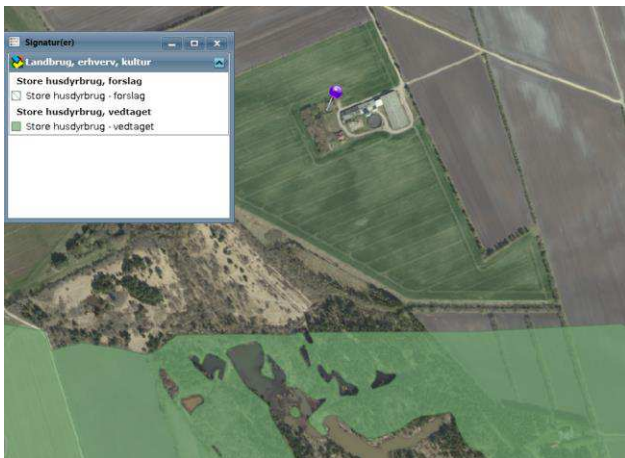 Signatur(er)
Landbrug, erhverv, kultur
Store husdyrbrug, forslag
Store husdyrbrug - forslag
Store husdyrbrug, vedtaget
Store husdyrbrug - vedtaget